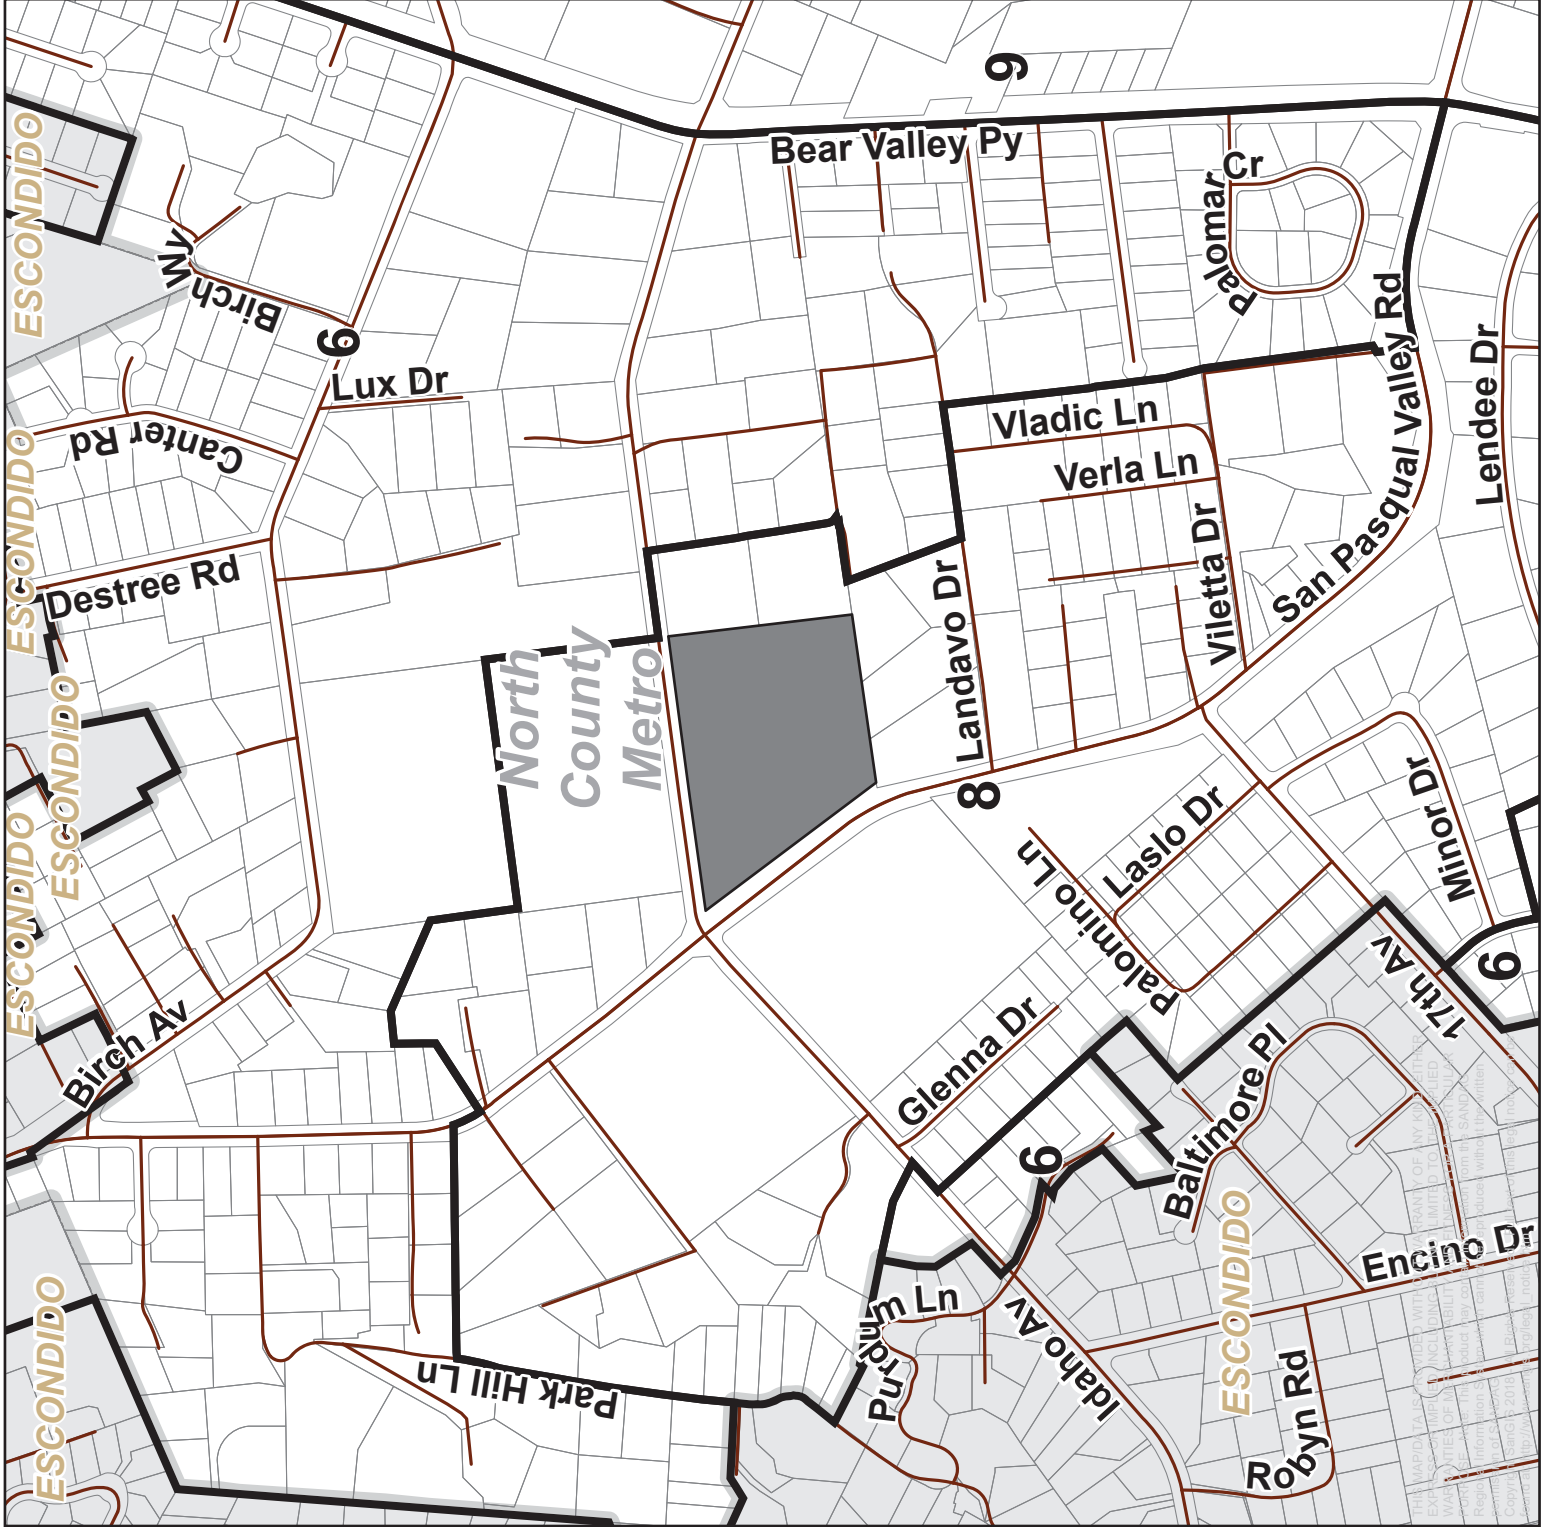 9
Bear Valley Py
Palomar Cr
ESCONDIDO
Birch Wy
9
Lux Dr
Canter Rd
San Pasqual Valley Rd
Lendee Dr
Vladic Ln
Verla Ln
ESCONDIDO
Destree Rd
Viletta Dr
Landavo Dr
North
County
Metro
ESCONDIDO
8
Minor Dr
Laslo Dr
Palomino Ln
ESCONDIDO
Birch Av
17th Av
9
Glenna Dr
Baltimore Pl
9
ESCONDIDO
Encino Dr
Purdum Ln
Idaho Av
ESCONDIDO
Park Hill Ln
Robyn Rd